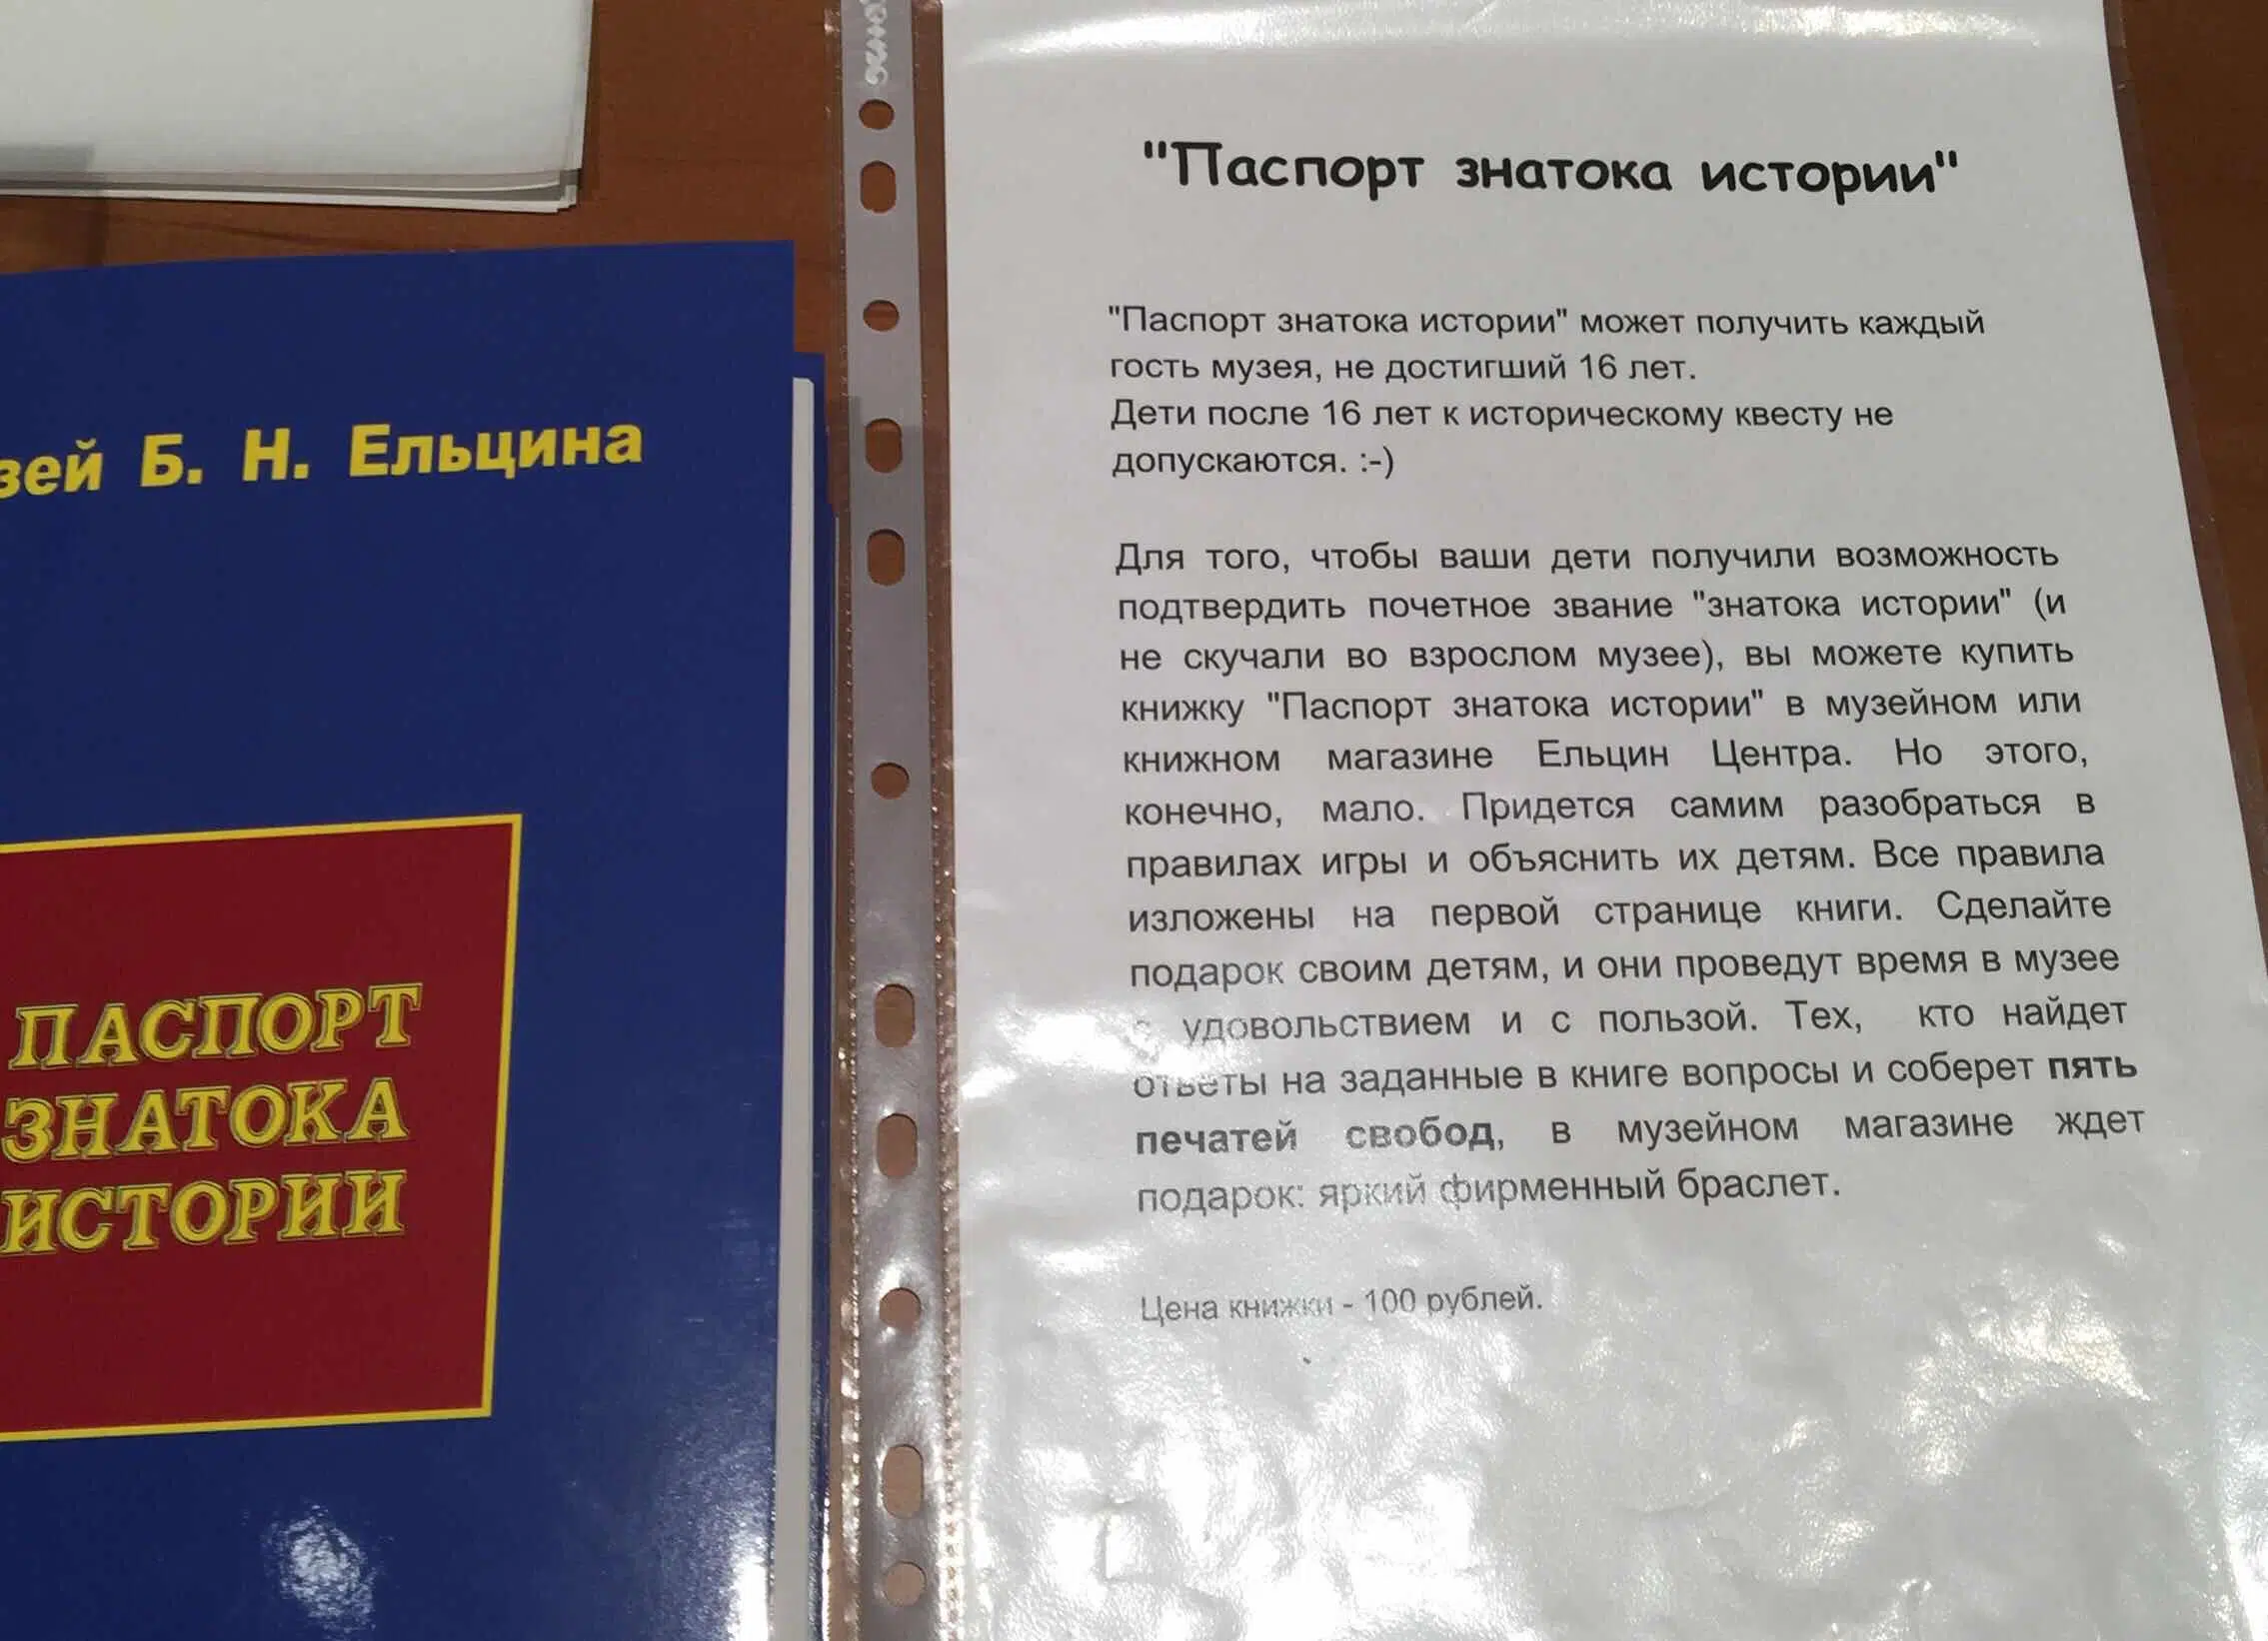 зей Б. Н. Ельцина
ПАСПОРТ
ЗНАТОКА
ИСТОРИИ
"Паспорт знатока истории"
"Паспорт знатока истории" может получить каждый
гость музея, не достигший 16 лет.
Дети после 16 лет к историческому квесту не
допускаются. :-)
Для того, чтобы ваши дети получили возможность
подтвердить почетное звание "знатока истории" (и
не скучали во взрослом музее), вы можете купить
книжку "Паспорт знатока истории" в музейном или
книжном магазине Ельцин Центра. Но этого,
конечно, мало. Придется самим разобраться в
правилах игры и объяснить их детям. Все правила
изложены на первой странице книги. Сделайте
подарок своим детям, и они проведут время в музее
с удовольствием и с пользой. Тех, кто найдет
ответы на заданные в книге вопросы и соберет пять
печатей свобод, в музейном магазине ждет
подарок: яркий фирменный браслет.
Цена книжки - 100 рублей.